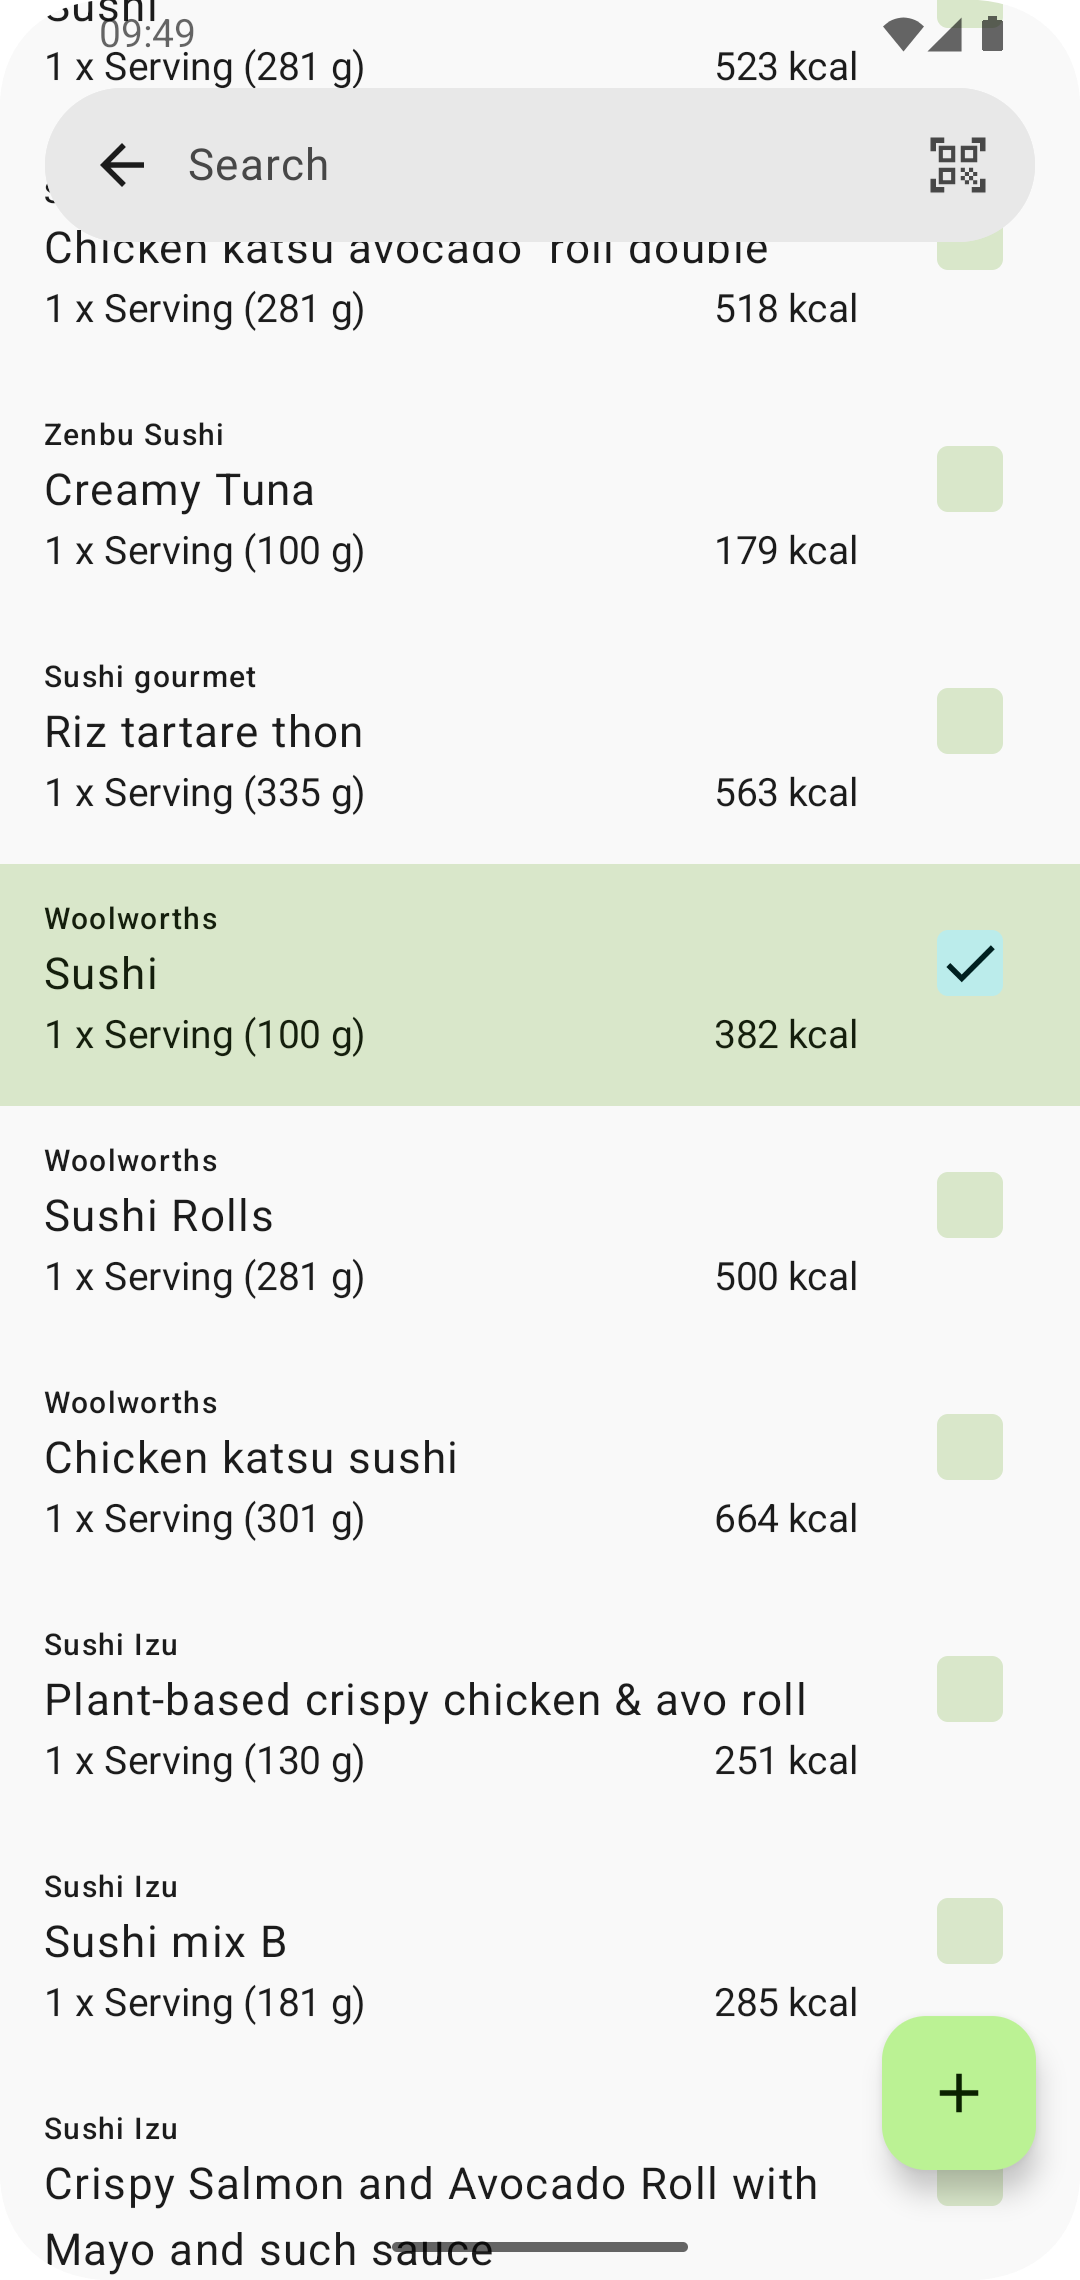 Sushi
09:49
1 x Serving (281 g) 523 kcal
Search
Chicken katsu avocado  roll double
1 x Serving (281 g) 518 kcal
Zenbu Sushi
Creamy Tuna
1 x Serving (100 g) 179 kcal
Sushi gourmet
Riz tartare thon
1 x Serving (335 g) 563 kcal
Woolworths
Sushi
1 x Serving (100 g) 382 kcal
Woolworths
Sushi Rolls
1 x Serving (281 g) 500 kcal
Woolworths
Chicken katsu sushi
1 x Serving (301 g) 664 kcal
Sushi Izu
Plant-based crispy chicken & avo roll
1 x Serving (130 g) 251 kcal
Sushi Izu
Sushi mix B
1 x Serving (181 g) 285 kcal
Sushi Izu
Crispy Salmon and Avocado Roll with
Mayo and such sauce